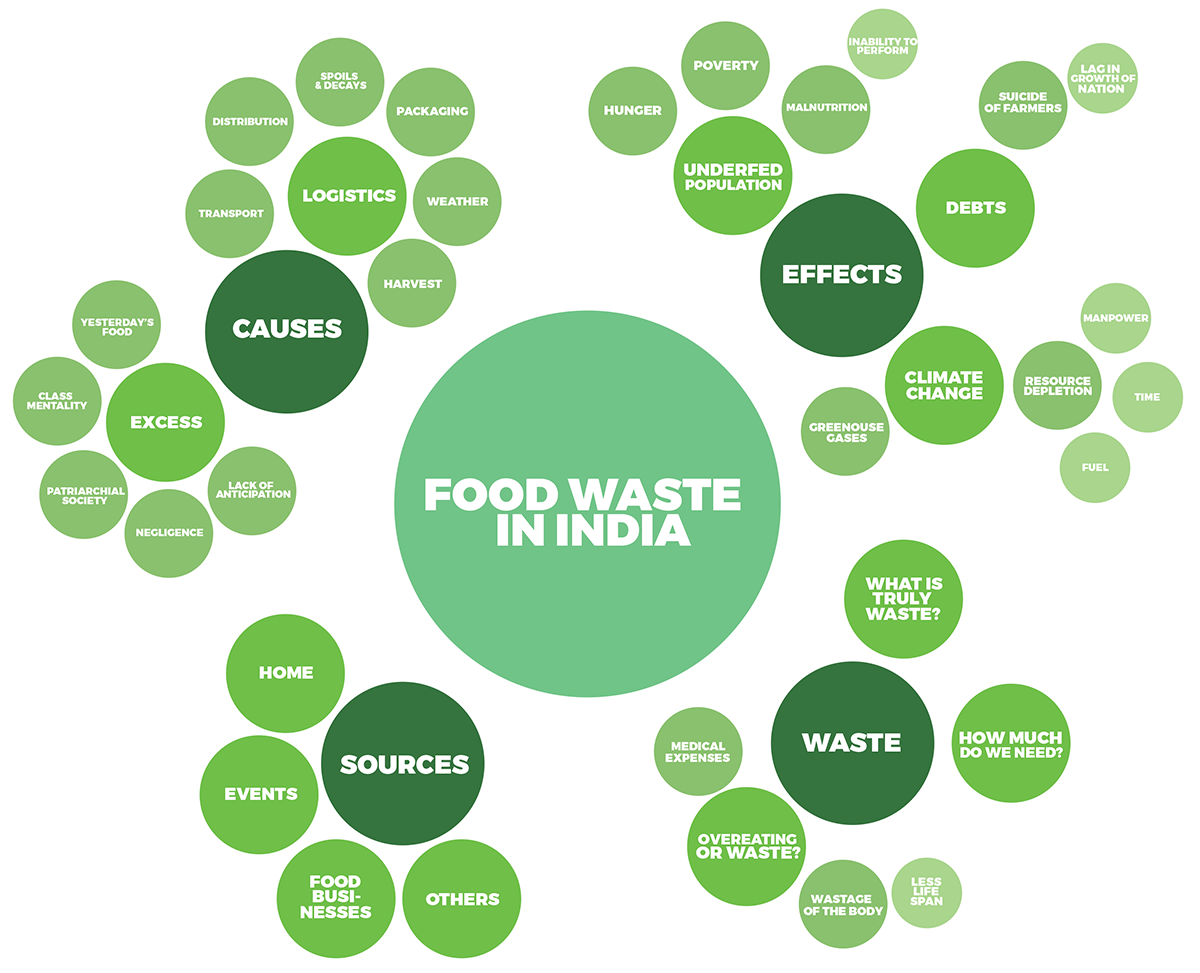 FOOD WASTE
IN INDIA
CAUSES
LOGISTICS
TRANSPORT
DISTRIBUTION
SPOILS
& DECAYS
PACKAGING
WEATHER
HARVEST
EXCESS
YESTERDAY'S
FOOD
CLASS
MENTALITY
PATRIARCHIAL
SOCIETY
NEGLIGENCE
LACK OF
ANTICIPATION
EFFECTS
UNDERFED
POPULATION
HUNGER
POVERTY
MALNUTRITION
INABILITY TO
PERFORM
DEBTS
SUICIDE
OF FARMERS
LAG IN
GROWTH OF
NATION
CLIMATE
CHANGE
GREENOUSE
GASES
RESOURCE
DEPLETION
MANPOWER
TIME
FUEL
SOURCES
HOME
EVENTS
FOOD
BUSI-
NESSES
OTHERS
WASTE
WHAT IS
TRULY
WASTE?
HOW MUCH
DO WE NEED?
OVEREATING
OR WASTE?
MEDICAL
EXPENSES
WASTAGE
OF THE BODY
LESS
LIFE
SPAN